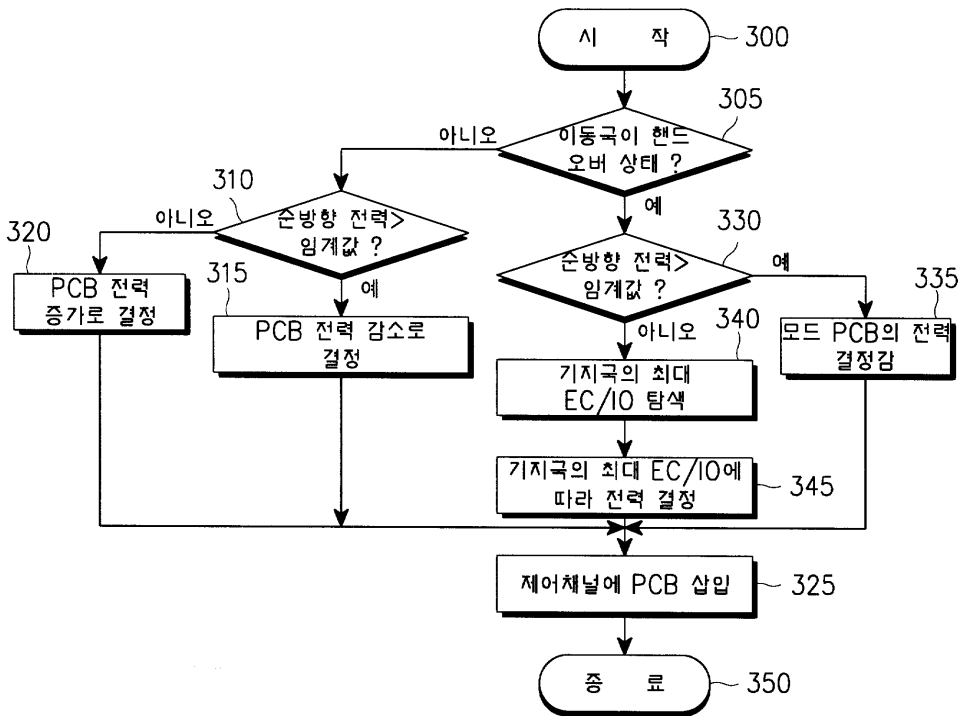 시 작
300
305
이동국이 핸드
오버 상태 ?
아니오
예
310
순방향 전력>
임계값 ?
아니오
예
320
PCB 전력
증가로 결정
315
PCB 전력 감소로
결정
330
순방향 전력>
임계값 ?
예
아니오
335
모드 PCB의 전력
결정감
340
기지국의 최대
EC/IO 탐색
기지국의 최대 EC/IO에
따라 전력 결정
345
제어채널에 PCB 삽입
325
종 료
350